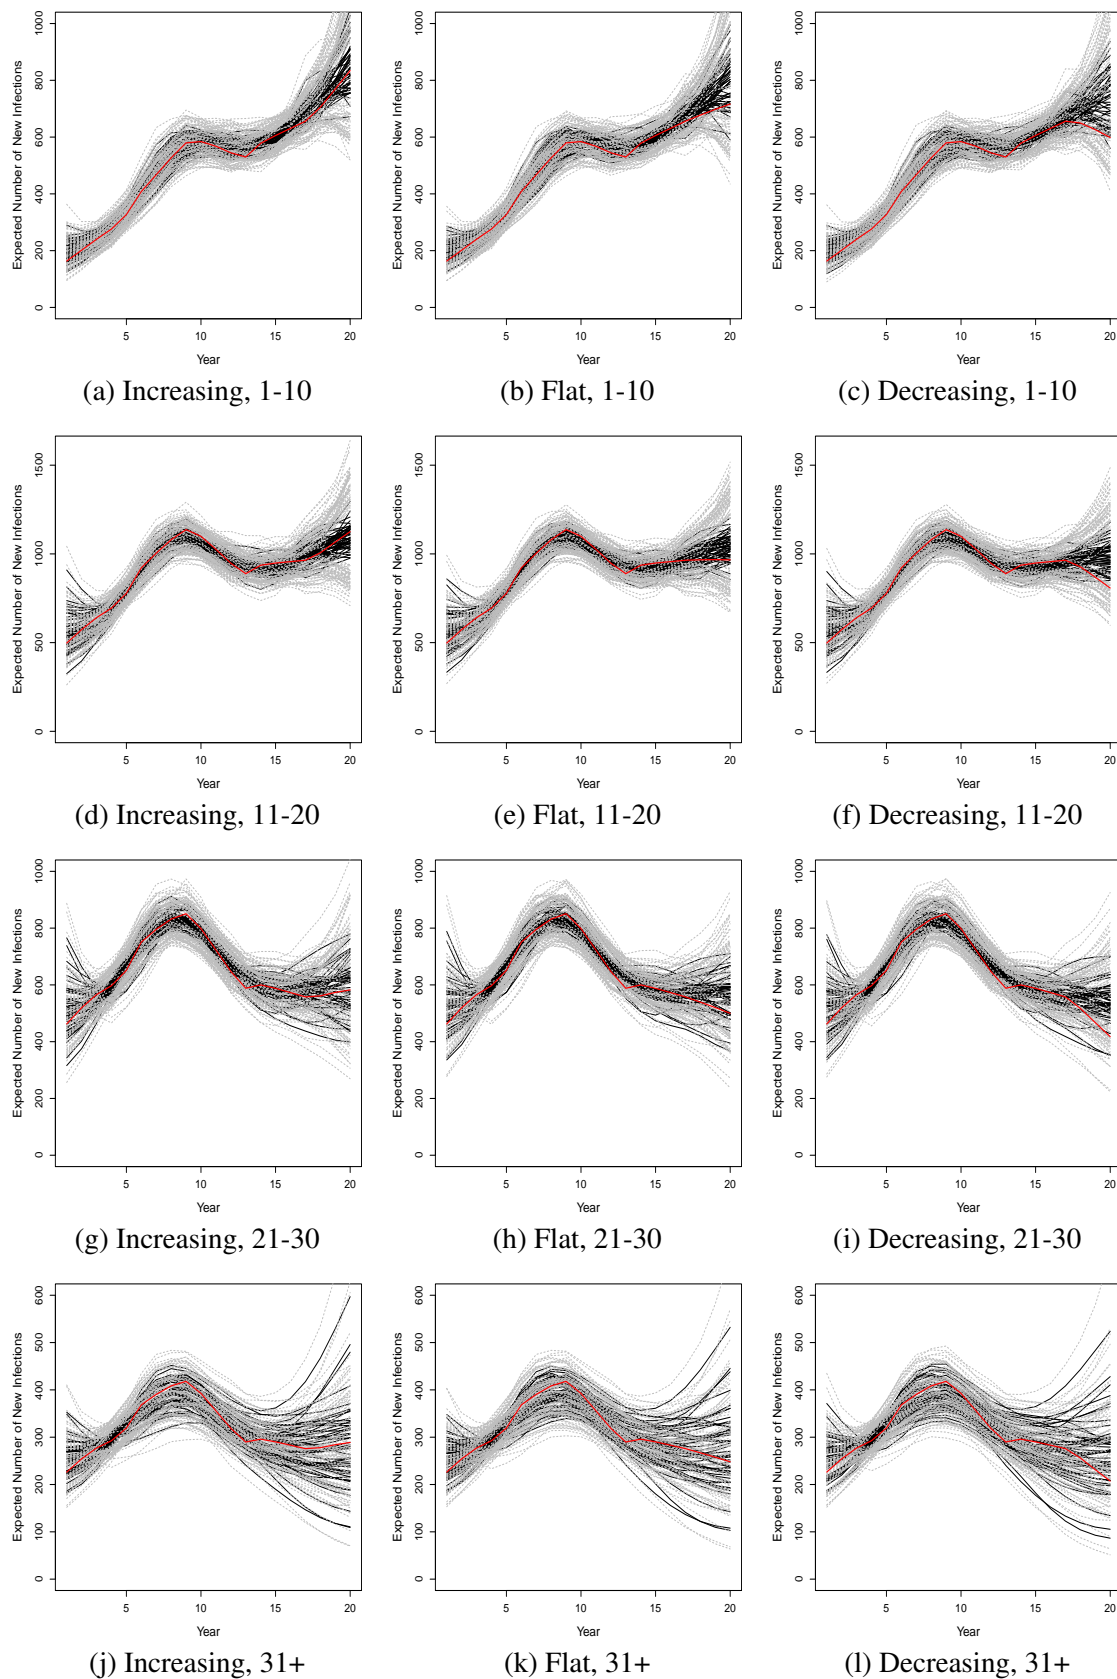 Expected Number of New Infections
0 200 400 600 800 1000
5 10 15 20
Year
(a) Increasing, 1-10
Expected Number of New Infections
0 200 400 600 800 1000
5 10 15 20
Year
(b) Flat, 1-10
Expected Number of New Infections
0 200 400 600 800 1000
5 10 15 20
Year
(c) Decreasing, 1-10
Expected Number of New Infections
0 500 1000 1500
5 10 15 20
Year
(d) Increasing, 11-20
Expected Number of New Infections
0 500 1000 1500
5 10 15 20
Year
(e) Flat, 11-20
Expected Number of New Infections
0 500 1000 1500
5 10 15 20
Year
(f) Decreasing, 11-20
Expected Number of New Infections
0 200 400 600 800 1000
5 10 15 20
Year
(g) Increasing, 21-30
Expected Number of New Infections
0 200 400 600 800 1000
5 10 15 20
Year
(h) Flat, 21-30
Expected Number of New Infections
0 200 400 600 800 1000
5 10 15 20
Year
(i) Decreasing, 21-30
Expected Number of New Infections
0 100 200 300 400 500 600
5 10 15 20
Year
(j) Increasing, 31+
Expected Number of New Infections
0 100 200 300 400 500 600
5 10 15 20
Year
(k) Flat, 31+
Expected Number of New Infections
0 100 200 300 400 500 600
5 10 15 20
Year
(l) Decreasing, 31+